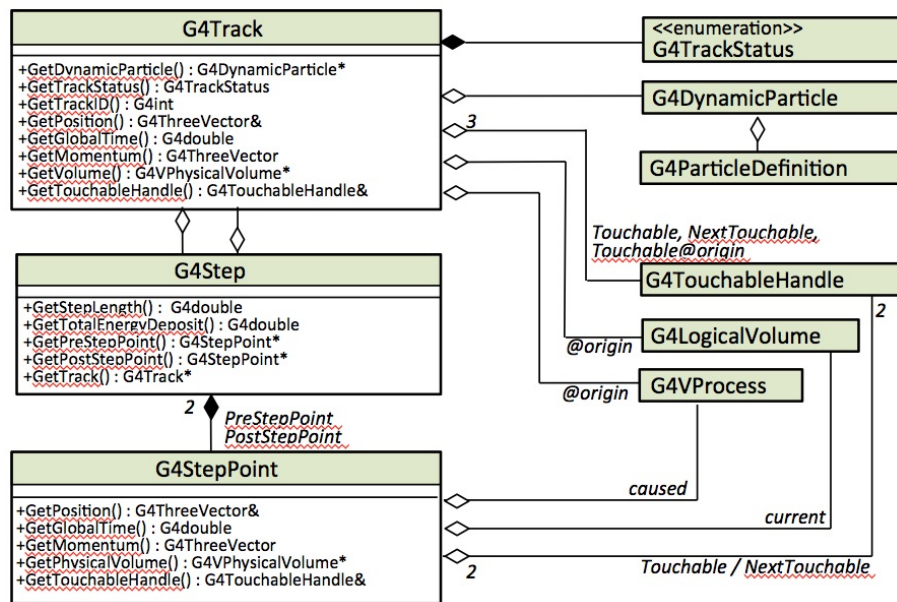 G4Track
+GetDynamicParticle() : G4DynamicParticle*
+GetTrackStatus() : G4TrackStatus
+GetTrackID() : G4int
+GetPosition() : G4ThreeVector&
+GetGlobalTime() : G4double
+GetMomentum() : G4ThreeVector
+GetVolume() : G4VPhysicalVolume*
+GetTouchableHandle() : G4TouchableHandle&
<<enumeration>>
G4TrackStatus
G4DynamicParticle
3
G4ParticleDefinition
Touchable, NextTouchable,
Touchable@origin
G4TouchableHandle
2
G4Step
+GetStepLength() : G4double
+GetTotalEnergyDeposit() : G4double
+GetPreStepPoint() : G4StepPoint*
+GetPostStepPoint() : G4StepPoint*
+GetTrack() : G4Track*
@origin
G4LogicalVolume
@origin
G4VProcess
2
PreStepPoint
PostStepPoint
G4StepPoint
+GetPosition() : G4ThreeVector&
+GetGlobalTime() : G4double
+GetMomentum() : G4ThreeVector
+GetPhysicalVolume() : G4VPhysicalVolume*
+GetTouchableHandle() : G4TouchableHandle&
caused
current
2
Touchable / NextTouchable